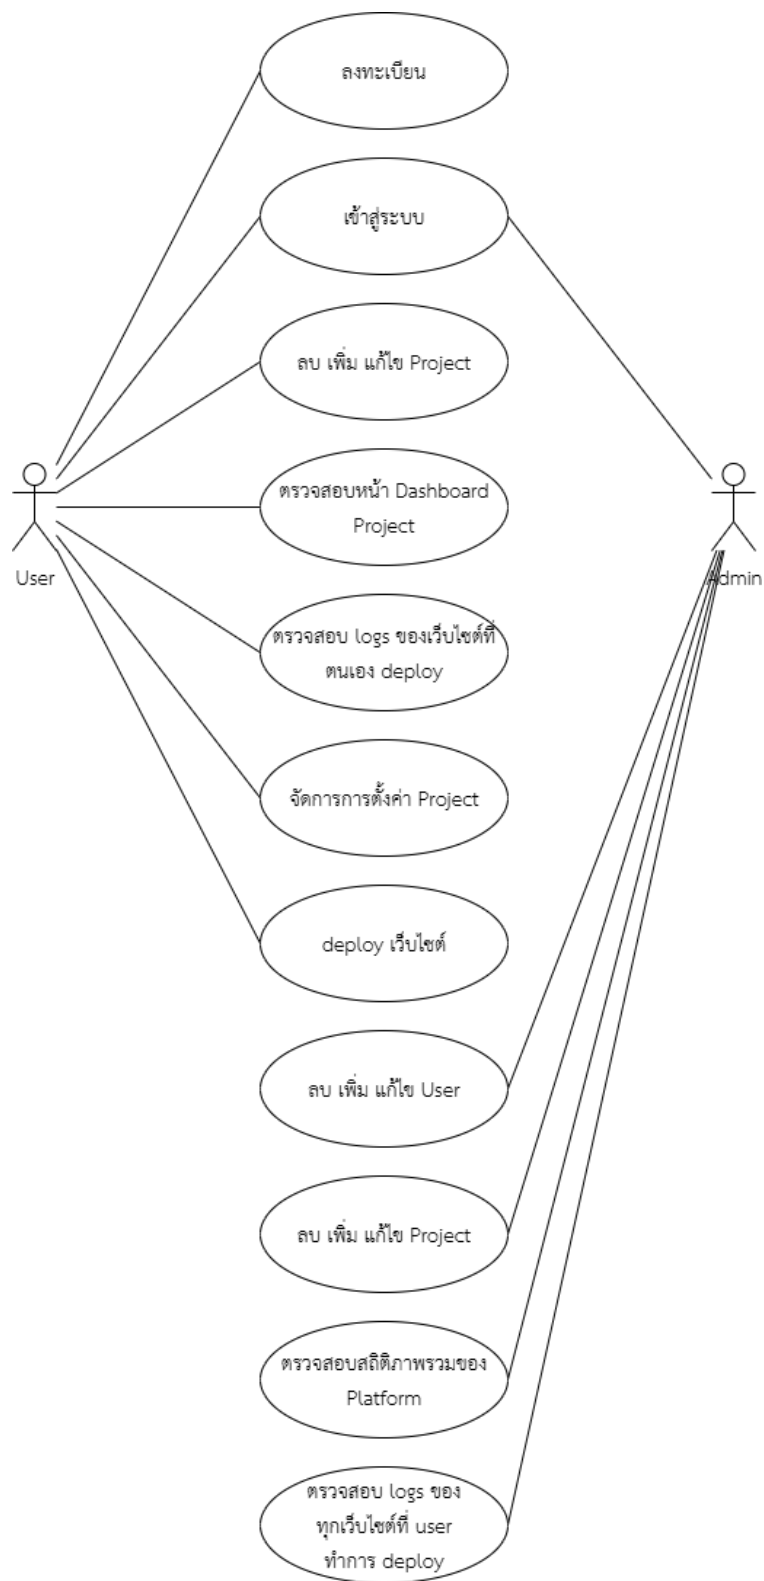 ลงทะเบียน
เข้าสู่ระบบ
ลบ เพิ่ม แก้ไข Project
ตรวจสอบหน้า Dashboard
Project
User
Admin
ตรวจสอบ logs ของเว็บไซต์ที่
ตนเอง deploy
จัดการการตั้งค่า Project
deploy เว็บไซต์
ลบ เพิ่ม แก้ไข User
ลบ เพิ่ม แก้ไข Project
ตรวจสอบสถิติภาพรวมของ
Platform
ตรวจสอบ logs ของ
ทุกเว็บไซต์ที่ user
ทำการ deploy